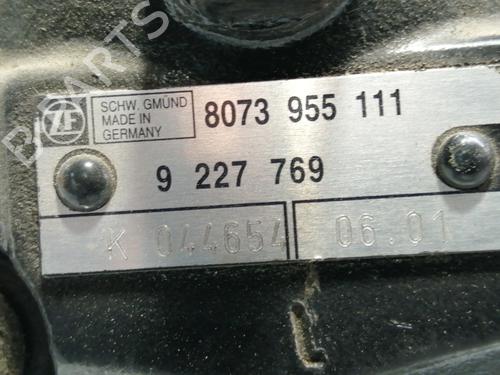 ZF
SCHW. GMÜND
MADE IN
GERMANY
8073 955 111
9 227 769
K 044654
06.01
L